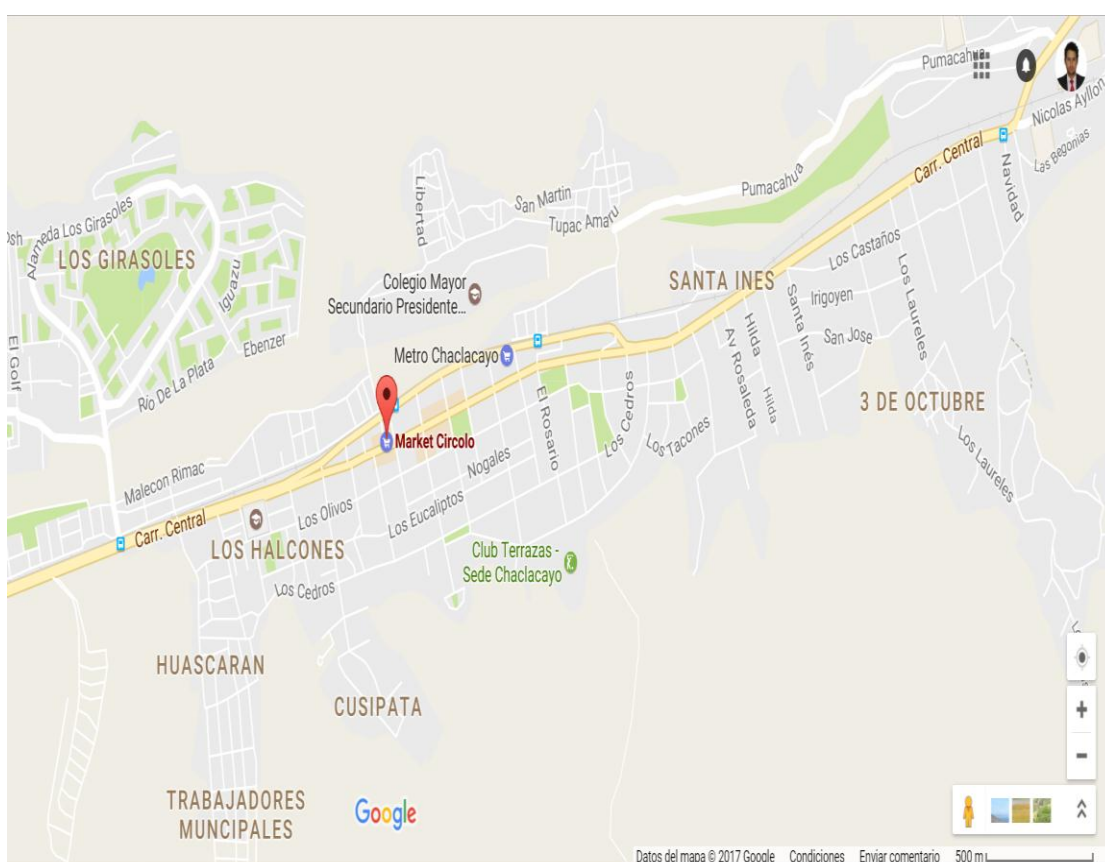 Pumacahua
Nicolas Ayllon
Carr. Central
Las Begonias
Navidad
Libertad
San Martin
Tupac Amaru
Pumacahua
Alameda Los Girasoles
LOS GIRASOLES
Iguazu
Colegio Mayor
Secundario Presidente...
SANTA INES
Los Castaños
Los Laureles
Irigoyen
Santa Inés
San Jose
Hilda
Av Rosaleda
Hilda
El Golf
Ebenzer
Río De La Plata
Metro Chaclacayo
El Rosario
Los Cedros
Los Tacones
3 DE OCTUBRE
Market Circolo
Nogales
Malecon Rimac
Los Laureles
Carr. Central
Los Olivos
Los Eucaliptos
LOS HALCONES
Club Terrazas -
Sede Chaclacayo
Los Cedros
HUASCARAN
CUSIPATA
TRABAJADORES
MUNCIPALES
Google
Datos del mapa © 2017 Google Condiciones Enviar comentario 500 m